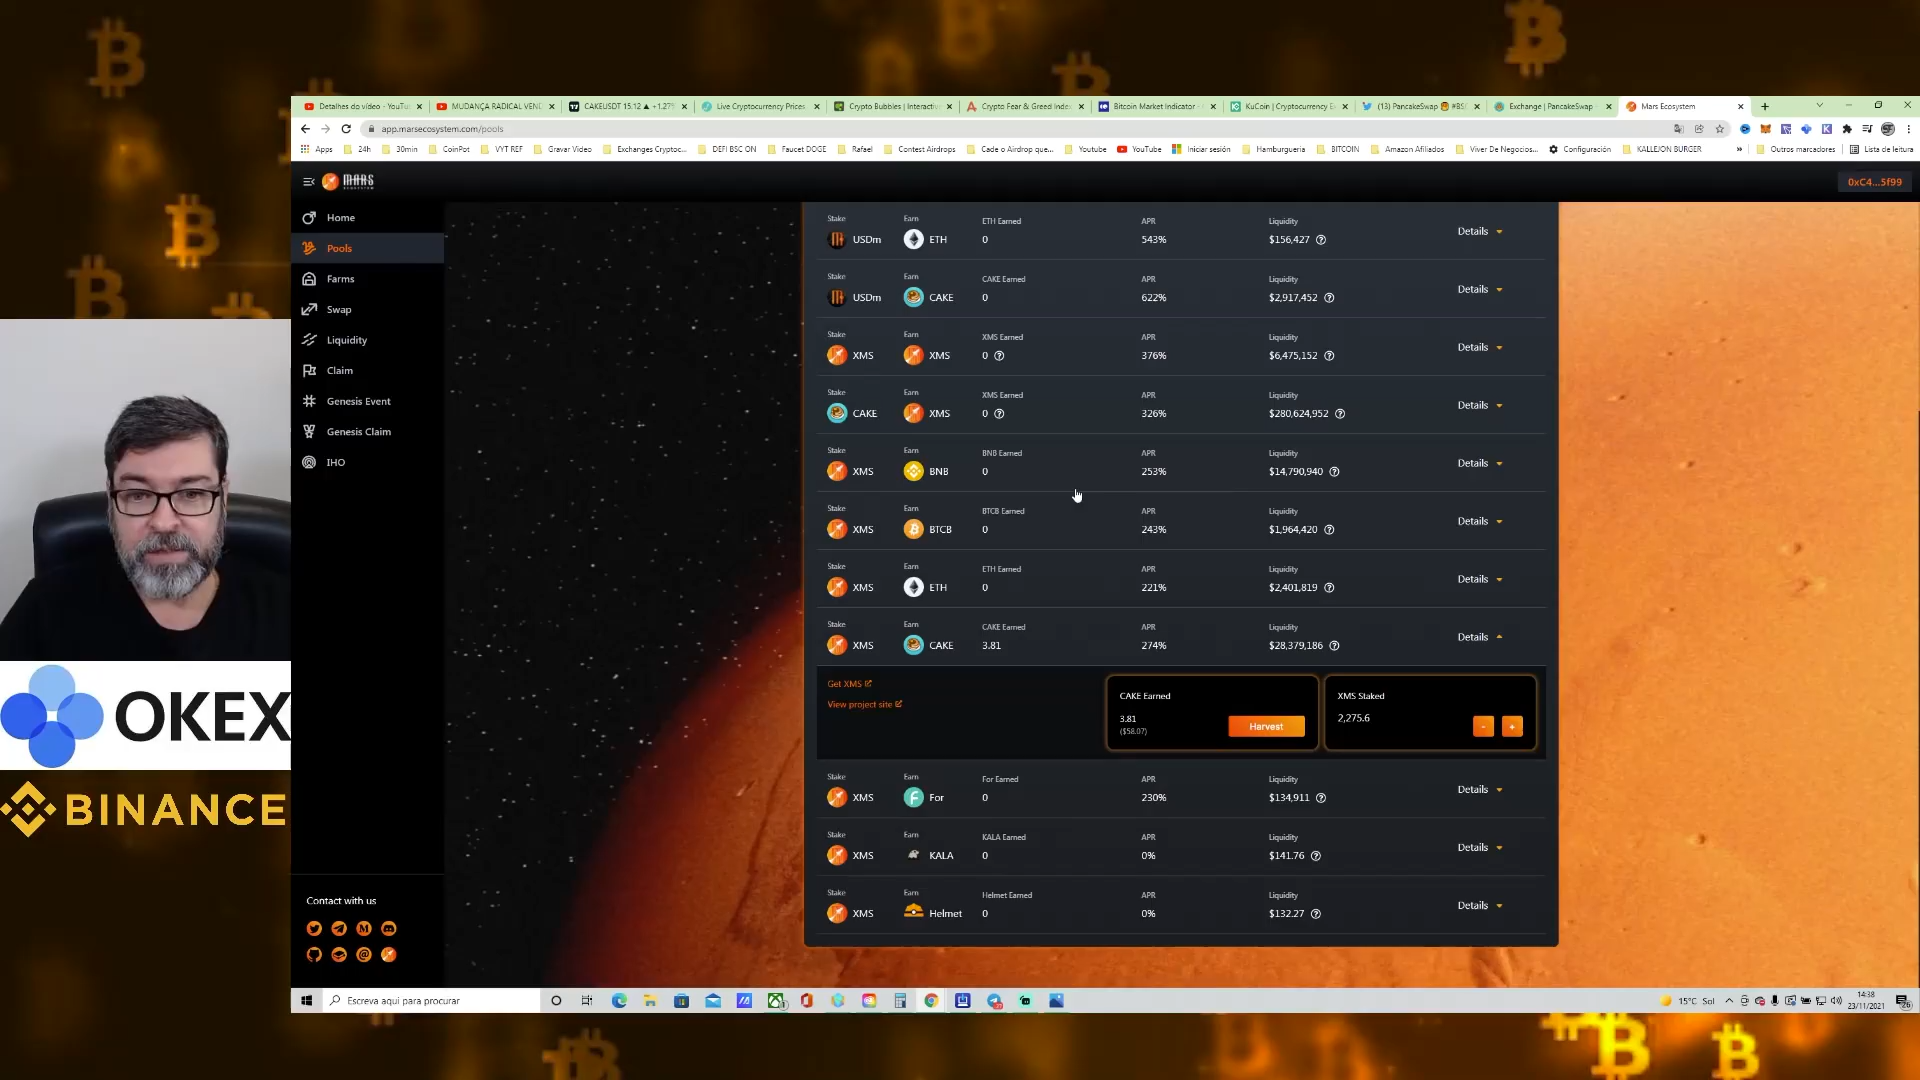 Detalhes do vídeo - YouTu
MUDANÇA RADICAL VEND
CAKEUSDT 15.12 ▲ +1.27%
Live Cryptocurrency Prices
Crypto Bubbles | Interactive
Crypto Fear & Greed Index
Bitcoin Market Indicator
KuCoin | Cryptocurrency E
(13) PancakeSwap #BS
Exchange | PancakeSwap
Mars Ecosystem
app.marsecosystem.com/pools
Apps
24h
30min
CoinPot
VYT REF
Gravar Video
Exchanges Cryptoc...
DEFI BSC ON
Faucet DOGE
Rafael
Contest Airdrops
Cade o Airdrop que...
Youtube
YouTube
Iniciar sesión
Hamburgueria
BITCOIN
Amazon Afiliados
Viver De Negocios...
Configuración
KALLEJON BURGER
»
Outros marcadores
Lista de leitura
MARS
ECOSYSTEM
0xC4...5f99
Home
Pools
Farms
Swap
Liquidity
Claim
Genesis Event
Genesis Claim
IHO
Stake Earn ETH Earned APR Liquidity
USDm ETH 0 543% $156,427 Details
Stake Earn CAKE Earned APR Liquidity
USDm CAKE 0 622% $2,917,452 Details
Stake Earn XMS Earned APR Liquidity
XMS XMS 0 376% $6,475,152 Details
Stake Earn XMS Earned APR Liquidity
CAKE XMS 0 326% $280,624,952 Details
Stake Earn BNB Earned APR Liquidity
XMS BNB 0 253% $14,790,940 Details
Stake Earn BTCB Earned APR Liquidity
XMS BTCB 0 243% $1,964,420 Details
Stake Earn ETH Earned APR Liquidity
XMS ETH 0 221% $2,401,819 Details
Stake Earn CAKE Earned APR Liquidity
XMS CAKE 3.81 274% $28,379,186 Details
Get XMS
View project site
CAKE Earned
3.81
($58.07)
Harvest
XMS Staked
2,275.6
- +
Stake Earn For Earned APR Liquidity
XMS For 0 230% $134,911 Details
Stake Earn KALA Earned APR Liquidity
XMS KALA 0 0% $141.76 Details
Stake Earn Helmet Earned APR Liquidity
XMS Helmet 0 0% $132.27 Details
Contact with us
OKEX
BINANCE
Escreva aqui para procurar
15°C Sol
14:38
23/11/2021